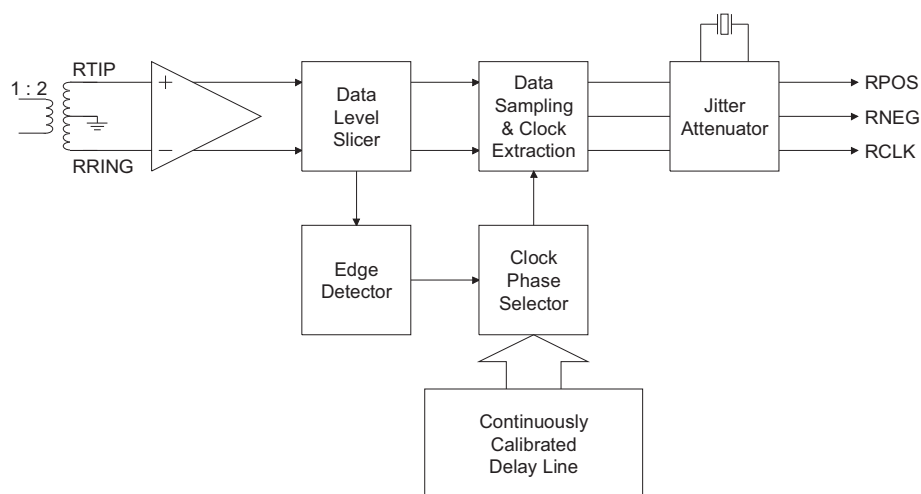 1 : 2
RTIP
RRING
+
−
Data
Level
Slicer
Data
Sampling
& Clock
Extraction
Jitter
Attenuator
RPOS
RNEG
RCLK
Edge
Detector
Clock
Phase
Selector
Continuously
Calibrated
Delay Line